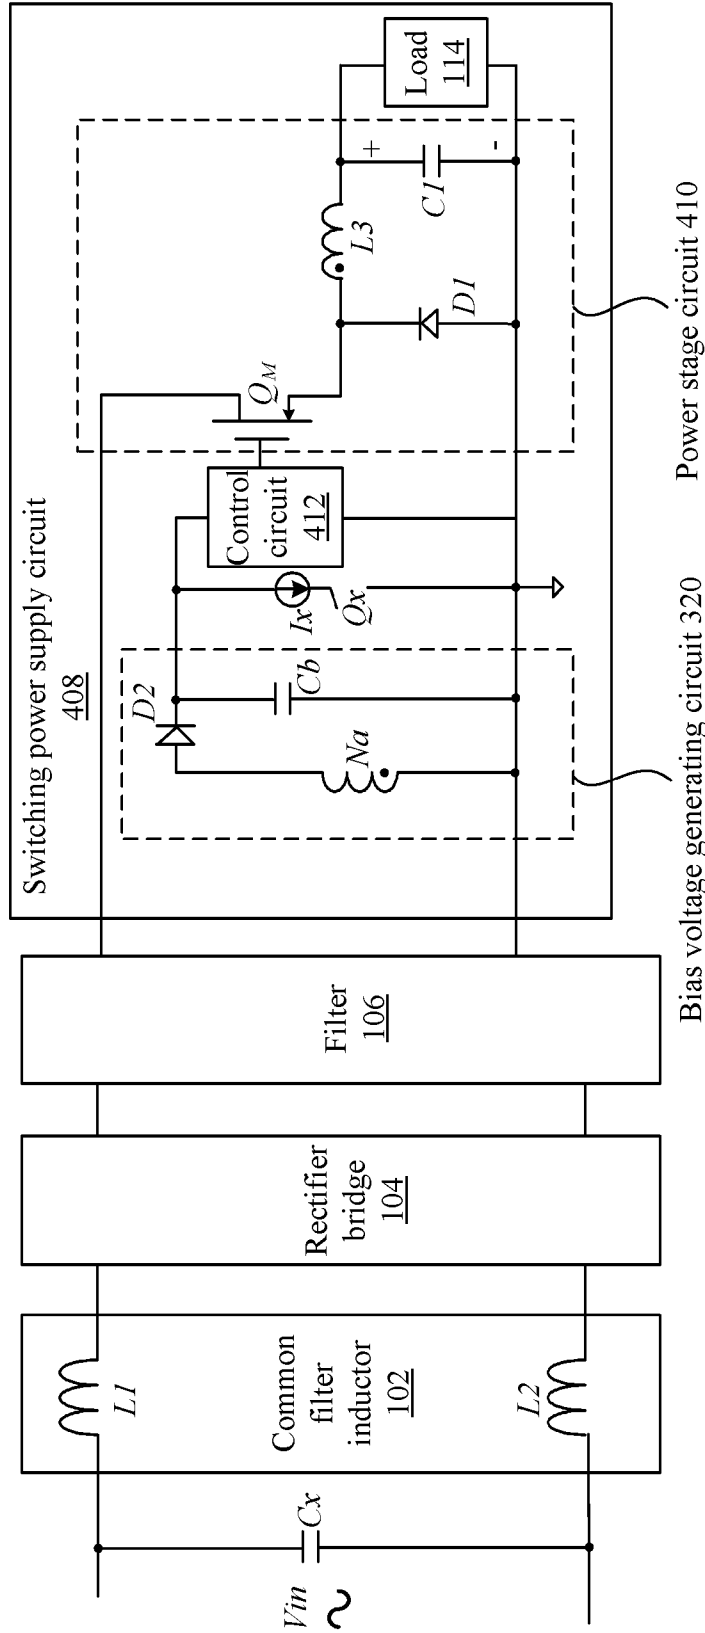 Switching power supply circuit
408
Vin
Cx
L1
L2
Common
filter
inductor
102
Rectifier
bridge
104
Filter
106
Na
D2
Cb
Ix
Qx
Control
circuit
412
QM
D1
L3
C1
+
-
Load
114
Bias voltage generating circuit 320
Power stage circuit 410